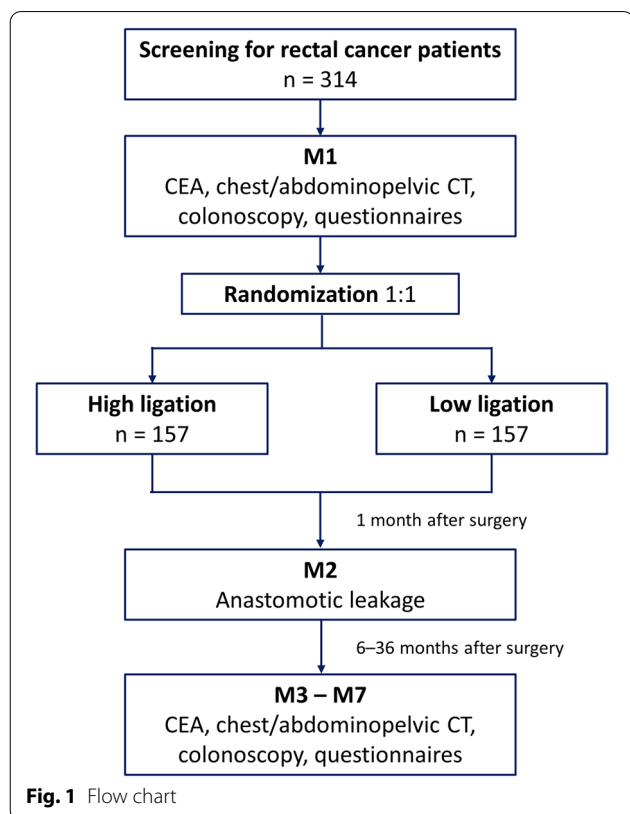 Screening for rectal cancer patients
n = 314
M1
CEA, chest/abdominopelvic CT,
colonoscopy, questionnaires
Randomization 1:1
High ligation
n = 157
Low ligation
n = 157
1 month after surgery
M2
Anastomotic leakage
6–36 months after surgery
M3 – M7
CEA, chest/abdominopelvic CT,
colonoscopy, questionnaires
Fig. 1 Flow chart